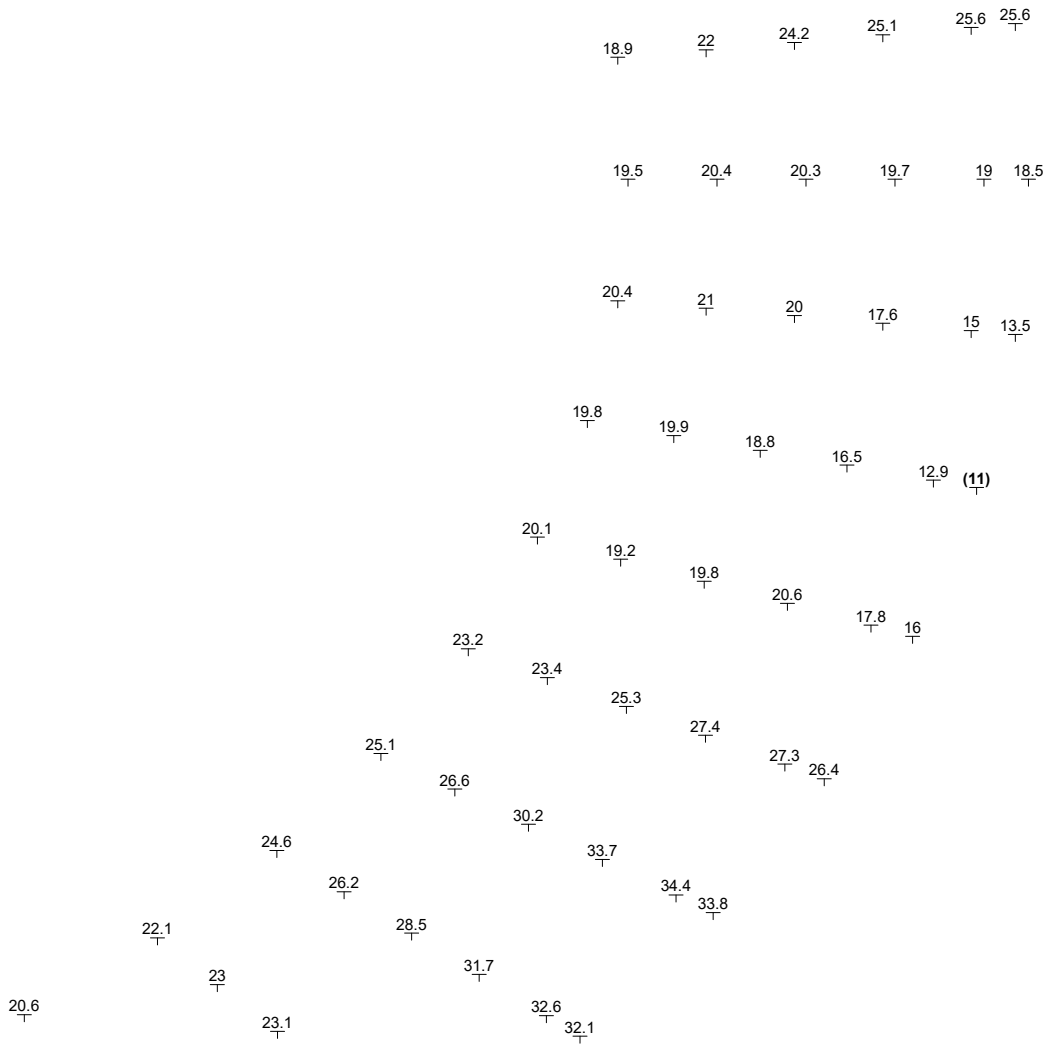 18.9 22 24.2 25.1 25.6 25.6
19.5 20.4 20.3 19.7 19 18.5
20.4 21 20 17.6 15 13.5
19.8 19.9 18.8 16.5 12.9 (11)
20.1 19.2 19.8 20.6 17.8 16
23.2 23.4 25.3 27.4 27.3 26.4
25.1 26.6 30.2 33.7 34.4 33.8
24.6 26.2 28.5 31.7 32.6 32.1
22.1 23 23.1
20.6